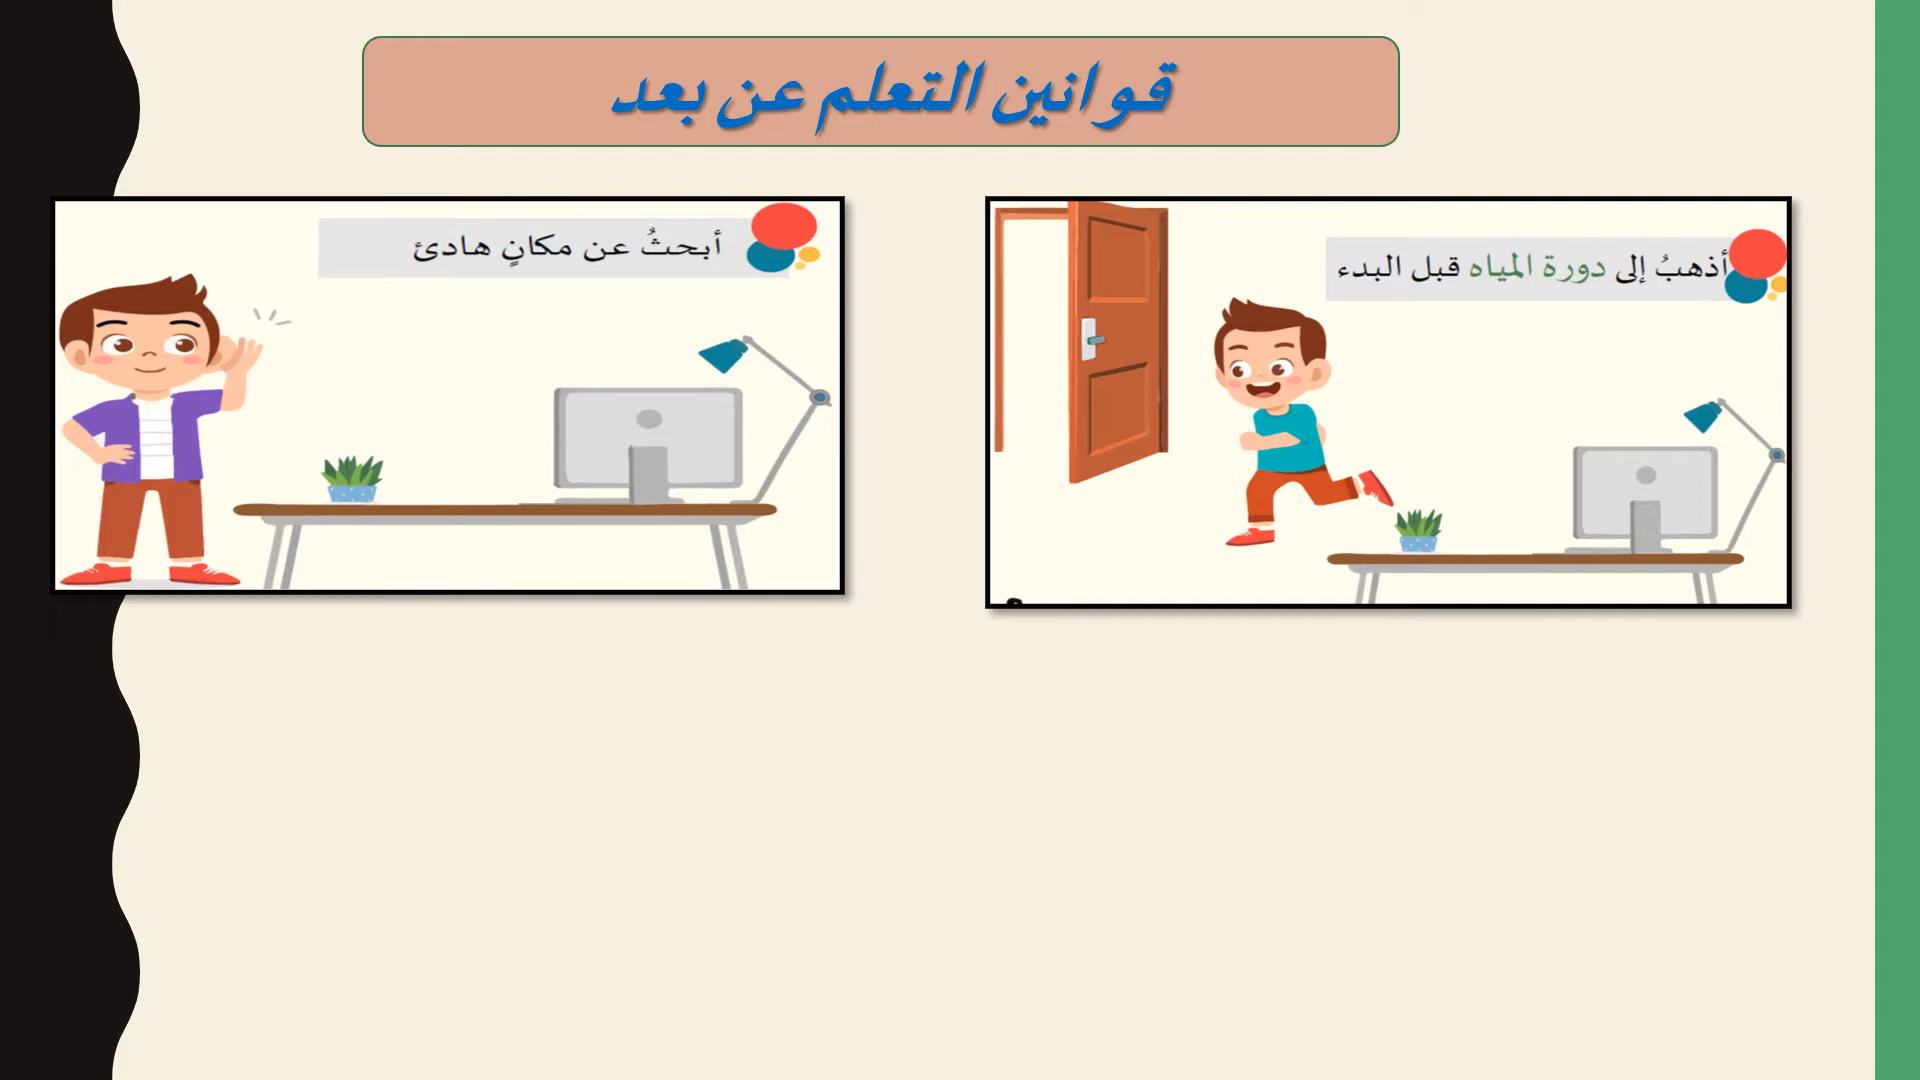 قوانين التعلم عن بعد
أذهبُ إلى دورة المياه قبل البدء
أبحثُ عن مكانٍ هادئ